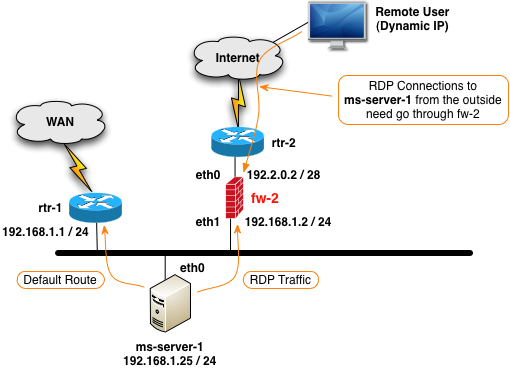 Remote User
(Dynamic IP)
Internet
RDP Connections to
ms-server-1 from the outside
need go through fw-2
WAN
rtr-2
eth0
192.2.0.2 / 28
fw-2
rtr-1
eth1
192.168.1.2 / 24
192.168.1.1 / 24
eth0
Default Route
RDP Traffic
ms-server-1
192.168.1.25 / 24